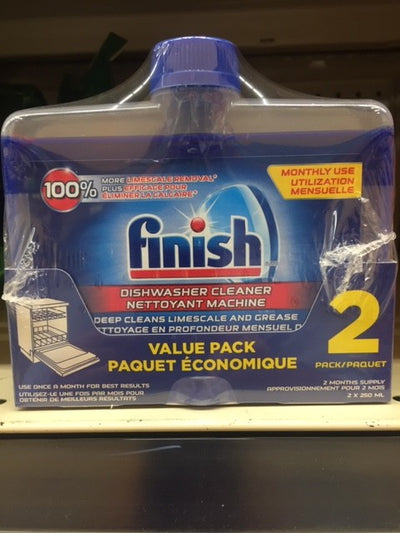 100%
MORE LIMESCALE REMOVAL*
PLUS EFFICACE POUR
ÉLIMINER LA CALCAIRE*
MONTHLY USE
UTILIZATION
MENSUELLE
finish
DISHWASHER CLEANER
NETTOYANT MACHINE
DEEP CLEANS LIMESCALE AND GREASE
TTOYAGE EN PROFONDEUR MENSUEL D
VALUE PACK
PAQUET ÉCONOMIQUE
2
PACK/PAQUET
USE ONCE A MONTH FOR BEST RESULTS
UTILISEZ-LE UNE FOIS PAR MOIS POUR
OBTENIR DE MEILLEURS RÉSULTATS
2 MONTHS SUPPLY
APPROVISIONNEMENT POUR 2 MOIS
2 X 250 ML